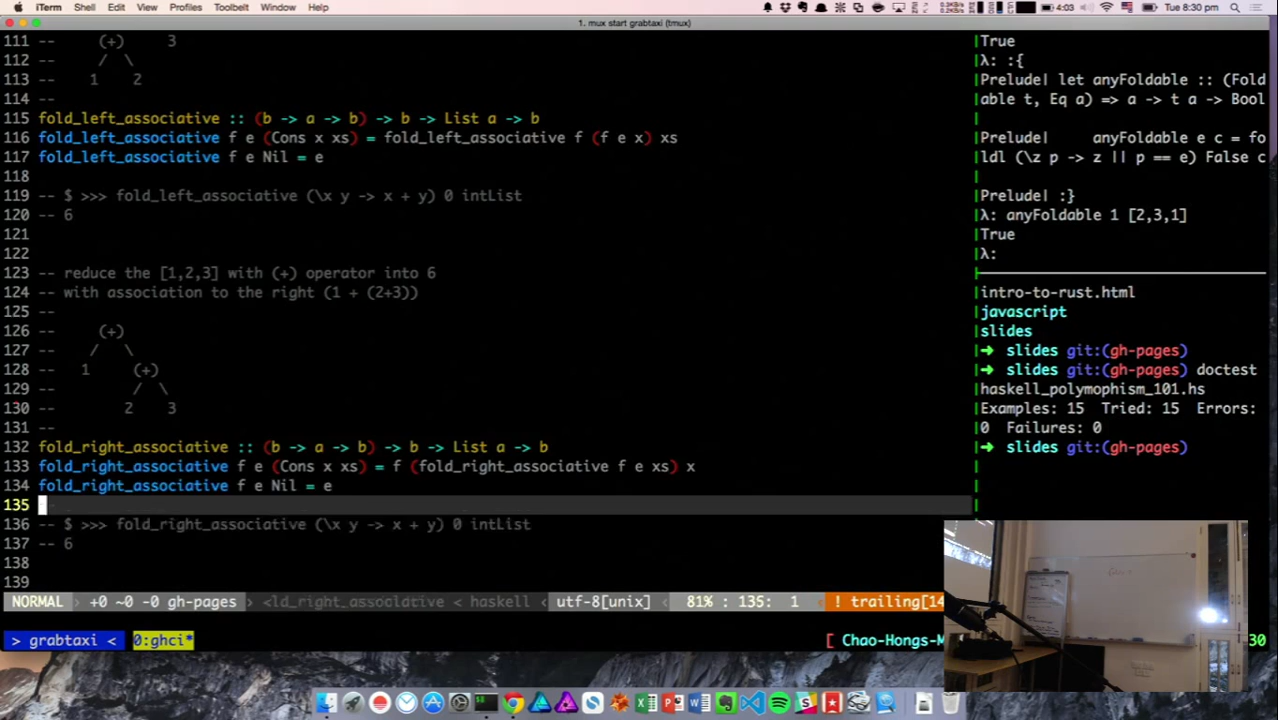 iTerm Shell Edit View Profiles Toolbelt Window Help
4:03 Tue 8:30 pm
1. mux start grabtaxi (tmux)
111 -- (+) 3
112 -- / \
113 -- 1 2
114 --
115 fold_left_associative :: (b -> a -> b) -> b -> List a -> b
116 fold_left_associative f e (Cons x xs) = fold_left_associative f (f e x) xs
117 fold_left_associative f e Nil = e
118
119 -- $ >>> fold_left_associative (\x y -> x + y) 0 intList
120 -- 6
121
122
123 -- reduce the [1,2,3] with (+) operator into 6
124 -- with association to the right (1 + (2+3))
125 --
126 -- (+)
127 -- / \
128 -- 1 (+)
129 -- / \
130 -- 2 3
131 --
132 fold_right_associative :: (b -> a -> b) -> b -> List a -> b
133 fold_right_associative f e (Cons x xs) = f (fold_right_associative f e xs) x
134 fold_right_associative f e Nil = e
135
136 -- $ >>> fold_right_associative (\x y -> x + y) 0 intList
137 -- 6
138
139
NORMAL +0 ~0 -0 gh-pages <ld_right_associative < haskell < utf-8[unix] 81% : 135: 1 ! trailing[14
> grabtaxi < 0:ghci* [ Chao-Hongs-M 30
True
λ: :{
Prelude| let anyFoldable :: (Fold
able t, Eq a) => a -> t a -> Bool
Prelude| anyFoldable e c = fo
ldl (\z p -> z || p == e) False c
Prelude| :}
λ: anyFoldable 1 [2,3,1]
True
λ:
intro-to-rust.html
javascript
slides
➜ slides git:(gh-pages)
➜ slides git:(gh-pages) doctest
haskell_polymophism_101.hs
Examples: 15 Tried: 15 Errors:
0 Failures: 0
➜ slides git:(gh-pages)